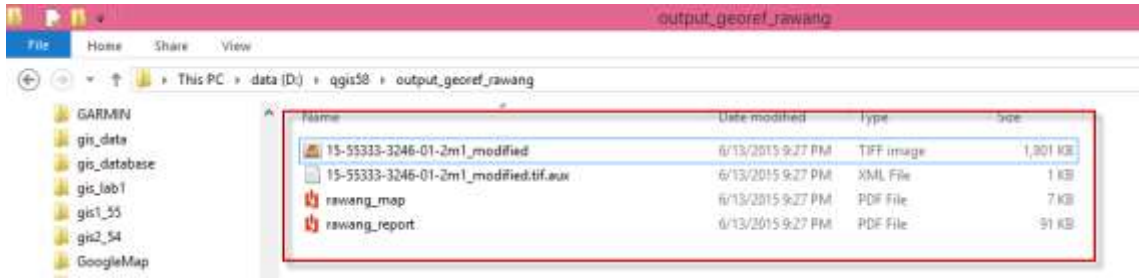 output_georef_rawang
File Home Share View
This PC data (D:) qgis58 output_georef_rawang
GARMIN
gis_data
gis_database
gis_lab1
gis1_55
gis2_54
GoogleMap
Name Date modified Type Size
15-55333-3246-01-2m1_modified 6/13/2015 9:27 PM TIFF image 1,801 KB
15-55333-3246-01-2m1_modified.tif.aux 6/13/2015 9:27 PM XML File 1 KB
rawang_map 6/13/2015 9:27 PM PDF File 7 KB
rawang_report 6/13/2015 9:27 PM PDF File 91 KB